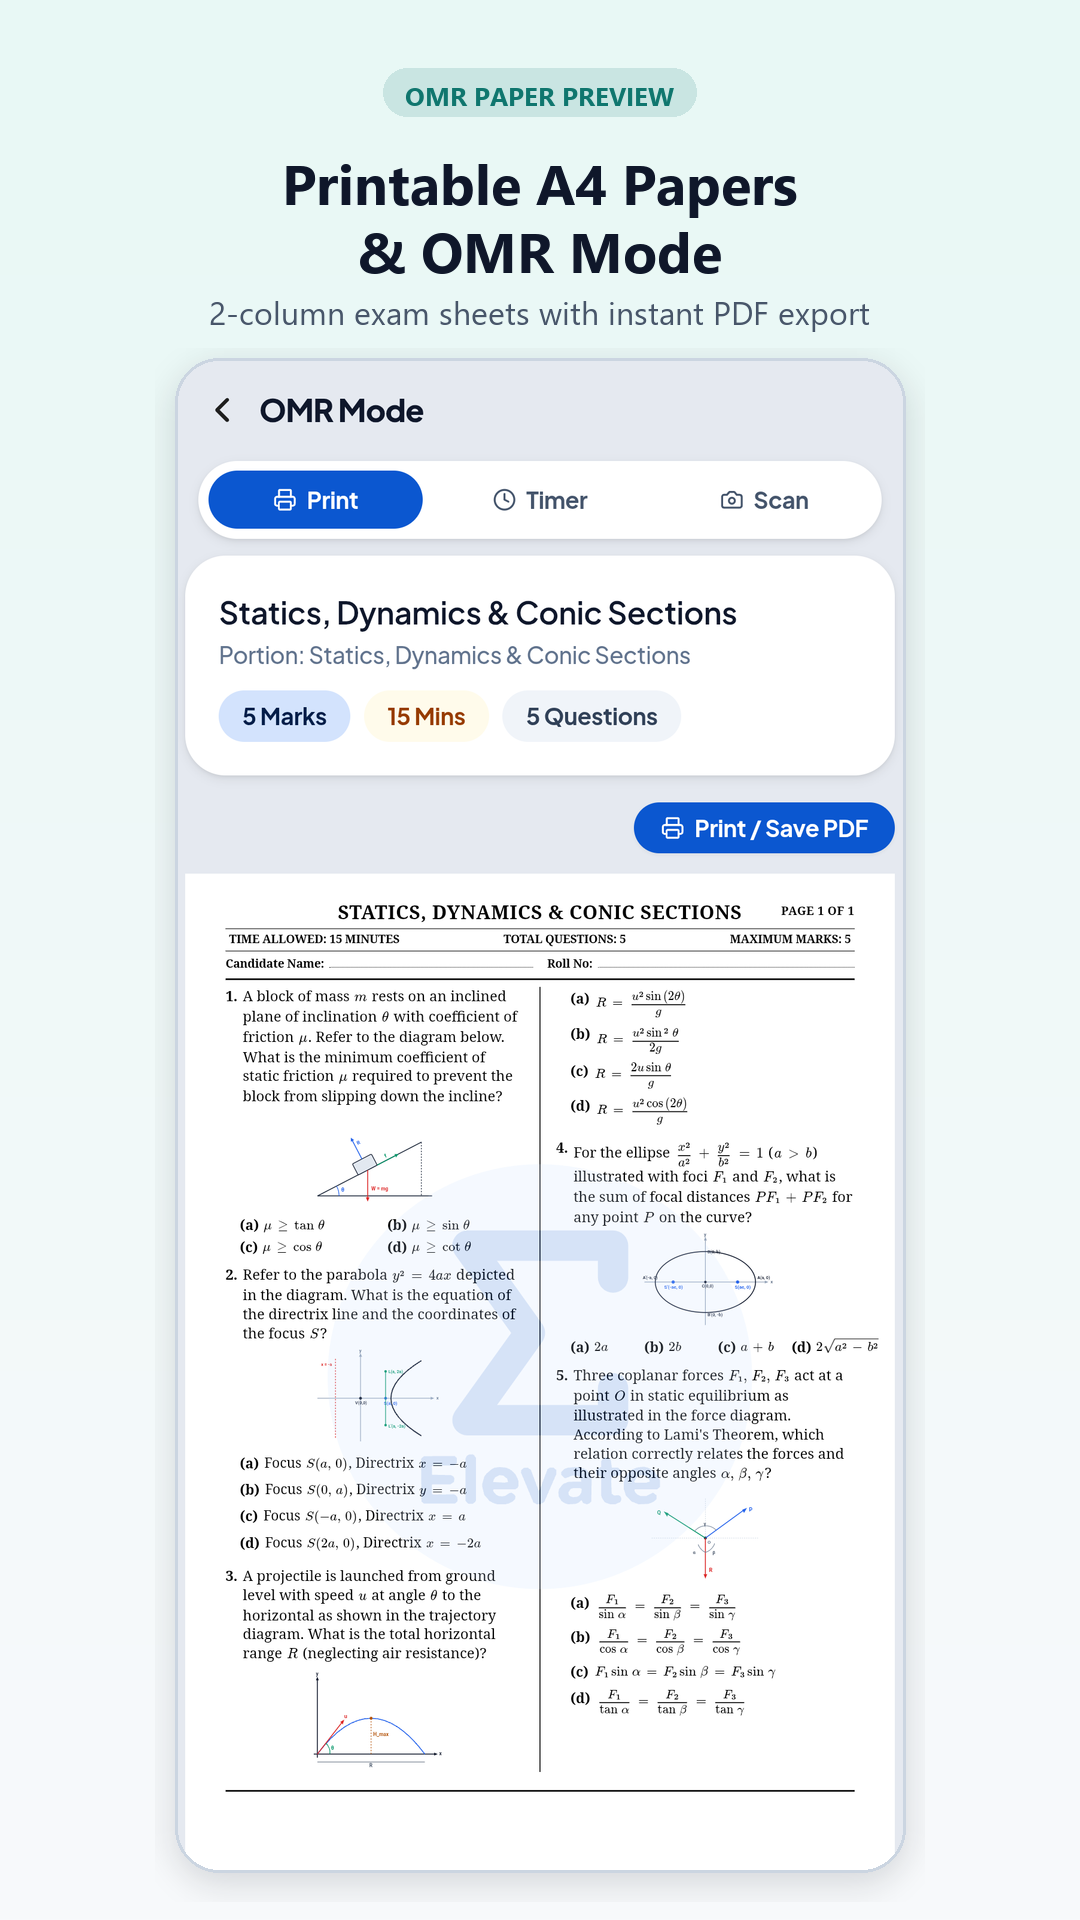 OMR PAPER PREVIEW
Printable A4 Papers
& OMR Mode
2-column exam sheets with instant PDF export
OMR Mode
Print
Timer
Scan
Statics, Dynamics & Conic Sections
Portion: Statics, Dynamics & Conic Sections
5 Marks
15 Mins
5 Questions
Print / Save PDF
STATICS, DYNAMICS & CONIC SECTIONS
PAGE 1 OF 1
TIME ALLOWED: 15 MINUTES
TOTAL QUESTIONS: 5
MAXIMUM MARKS: 5
Candidate Name:
Roll No:
1. A block of mass m rests on an inclined
plane of inclination θ with coefficient of
friction μ. Refer to the diagram below.
What is the minimum coefficient of
static friction μ required to prevent the
block from slipping down the incline?
θ
W = mg
(a) μ ≥ tan θ (b) μ ≥ sin θ
(c) μ ≥ cos θ (d) μ ≥ cot θ
2. Refer to the parabola y² = 4ax depicted
in the diagram. What is the equation of
the directrix line and the coordinates of
the focus S?
(a) Focus S(a, 0), Directrix x = −a
(b) Focus S(0, a), Directrix y = −a
(c) Focus S(−a, 0), Directrix x = a
(d) Focus S(2a, 0), Directrix x = −2a
3. A projectile is launched from ground
level with speed u at angle θ to the
horizontal as shown in the trajectory
diagram. What is the total horizontal
range R (neglecting air resistance)?
y
u
H_max
θ
x
R
(a) R = u² sin (2θ) / g
(b) R = u² sin² θ / 2g
(c) R = 2u sin θ / g
(d) R = u² cos (2θ) / g
4. For the ellipse x²/a² + y²/b² = 1 (a > b)
illustrated with foci F₁ and F₂, what is
the sum of focal distances PF₁ + PF₂ for
any point P on the curve?
(a) 2a (b) 2b (c) a + b (d) 2√(a² − b²)
5. Three coplanar forces F₁, F₂, F₃ act at a
point O in static equilibrium as
illustrated in the force diagram.
According to Lami's Theorem, which
relation correctly relates the forces and
their opposite angles α, β, γ?
Q
P
R
(a) F₁/sin α = F₂/sin β = F₃/sin γ
(b) F₁/cos α = F₂/cos β = F₃/cos γ
(c) F₁ sin α = F₂ sin β = F₃ sin γ
(d) F₁/tan α = F₂/tan β = F₃/tan γ
Elevate